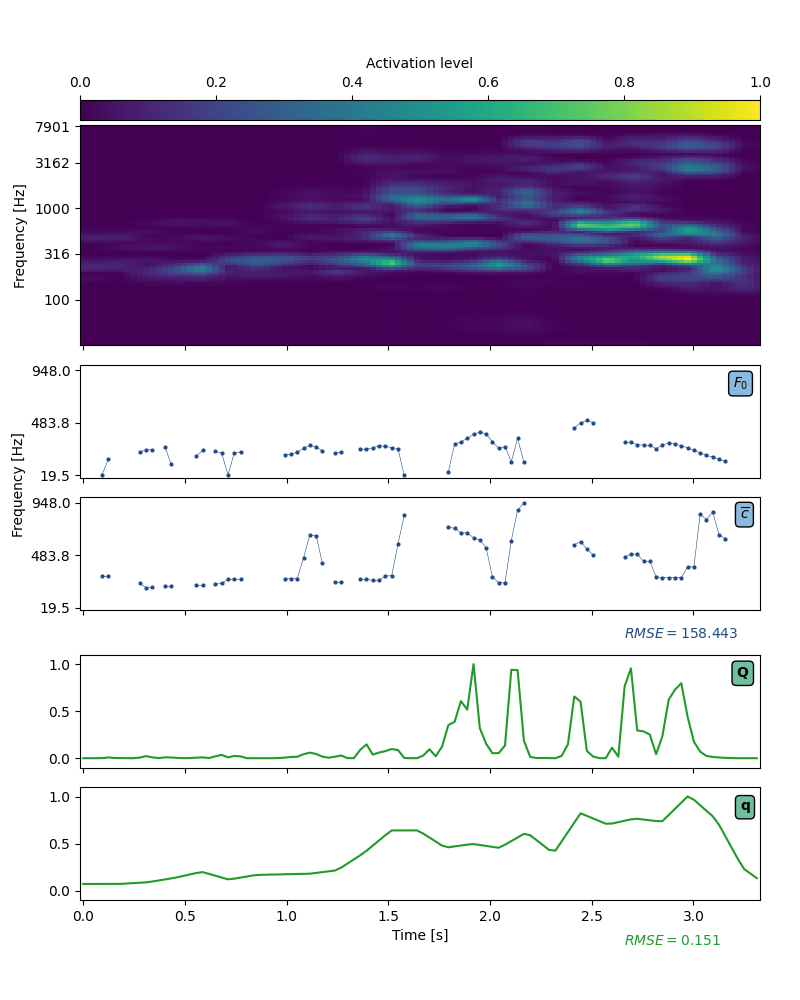 Activation level
0.0 0.2 0.4 0.6 0.8 1.0
7901
3162
1000
316
100
Frequency [Hz]
948.0
483.8
19.5
F0
Frequency [Hz]
948.0
483.8
19.5
c̅
RMSE = 158.443
1.0
0.5
0.0
Q
1.0
0.5
0.0
q
0.0 0.5 1.0 1.5 2.0 2.5 3.0
Time [s]
RMSE = 0.151